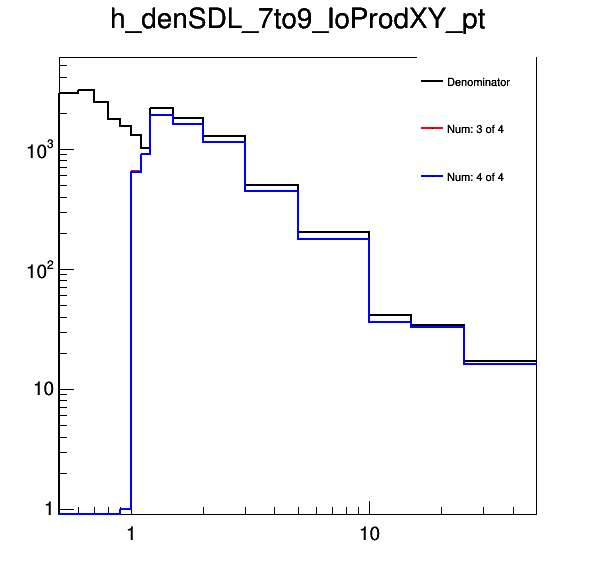 h_denSDL_7to9_loProdXY_pt
Denominator
Num: 3 of 4
Num: 4 of 4
10^3
10^2
10
1
1
10